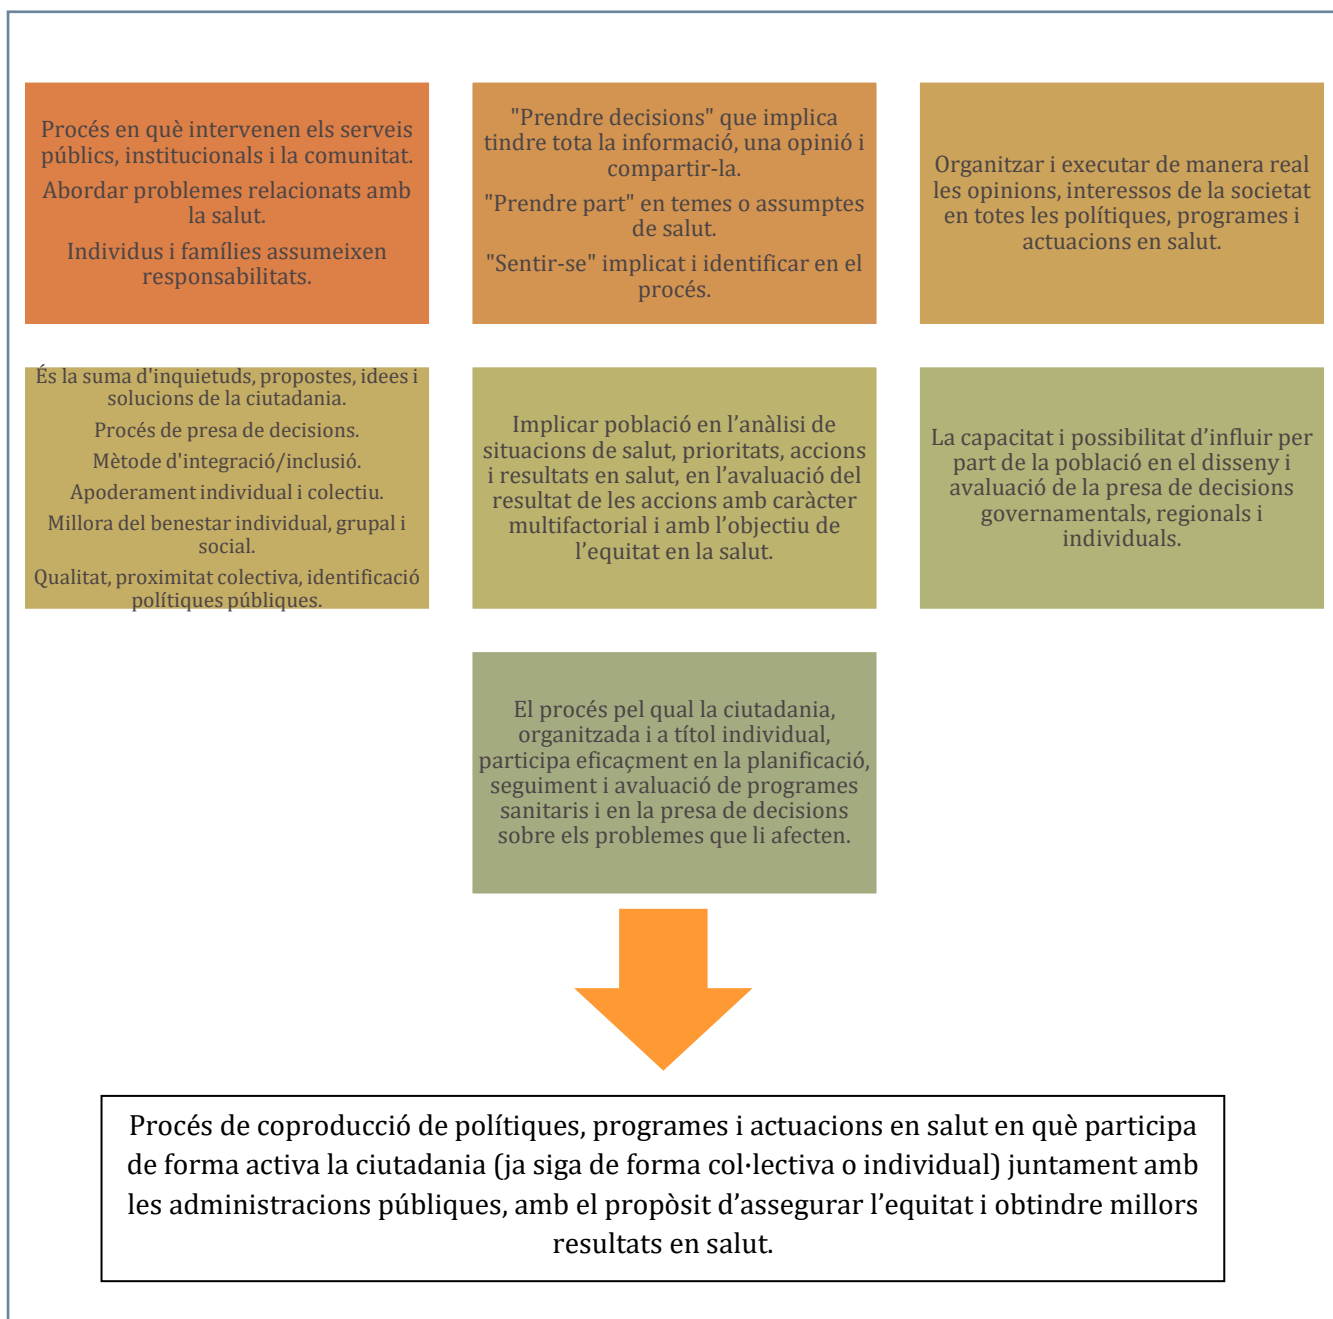 Procés en què intervenen els serveis
públics, institucionals i la comunitat.
Abordar problemes relacionats amb
la salut.
Individus i famílies assumeixen
responsabilitats.
"Prendre decisions" que implica
tindre tota la informació, una opinió i
compartir-la.
"Prendre part" en temes o assumptes
de salut.
"Sentir-se" implicat i identificar en el
procés.
Organitzar i executar de manera real
les opinions, interessos de la societat
en totes les polítiques, programes i
actuacions en salut.
És la suma d'inquietuds, propostes, idees i
solucions de la ciutadania.
Procés de presa de decisions.
Mètode d'integració/inclusió.
Apoderament individual i colectiu.
Millora del benestar individual, grupal i
social.
Qualitat, proximitat colectiva, identificació
polítiques públiques.
Implicar població en l’anàlisi de
situacions de salut, prioritats, accions
i resultats en salut, en l’avaluació del
resultat de les accions amb caràcter
multifactorial i amb l’objectiu de
l’equitat en la salut.
La capacitat i possibilitat d’influir per
part de la població en el disseny i
avaluació de la presa de decisions
governamentals, regionals i
individuals.
El procés pel qual la ciutadania,
organitzada i a títol individual,
participa eficaçment en la planificació,
seguiment i avaluació de programes
sanitaris i en la presa de decisions
sobre els problemes que li afecten.
Procés de coproducció de polítiques, programes i actuacions en salut en què participa
de forma activa la ciutadania (ja siga de forma col·lectiva o individual) juntament amb
les administracions públiques, amb el propòsit d’assegurar l’equitat i obtindre millors
resultats en salut.